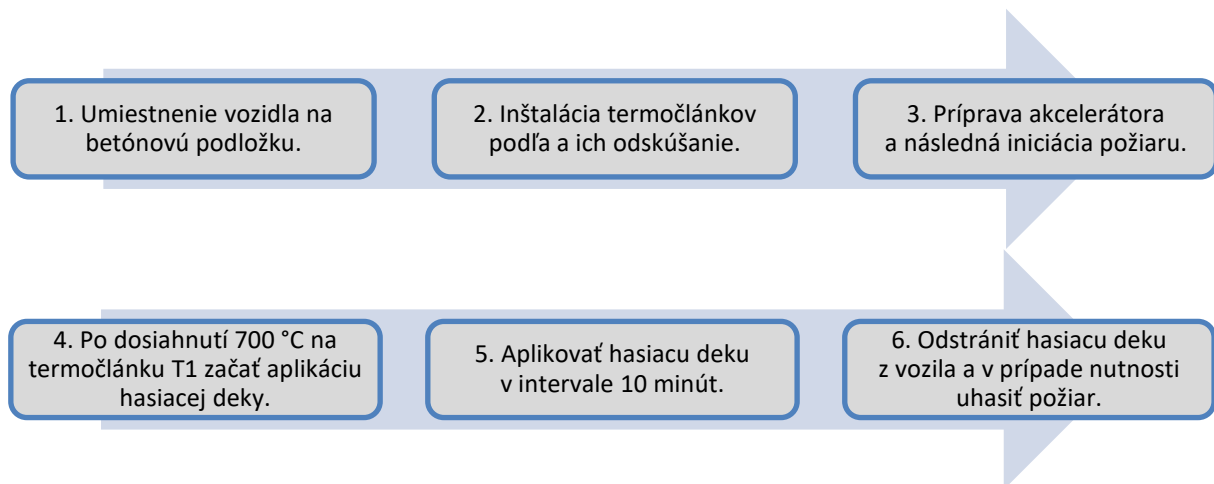 1. Umiestnenie vozidla na
betónovú podložku.
2. Inštalácia termočlánkov
podľa a ich odskúšanie.
3. Príprava akcelerátora
a následná iniciácia požiaru.
4. Po dosiahnutí 700 °C na
termočlánku T1 začať aplikáciu
hasiacej deky.
5. Aplikovať hasiacu deku
v intervale 10 minút.
6. Odstrániť hasiacu deku
z vozila a v prípade nutnosti
uhasiť požiar.